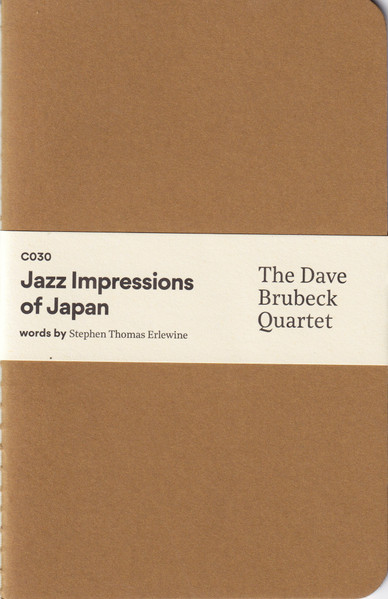 C030
Jazz Impressions
of Japan
words by Stephen Thomas Erlewine
The Dave
Brubeck
Quartet